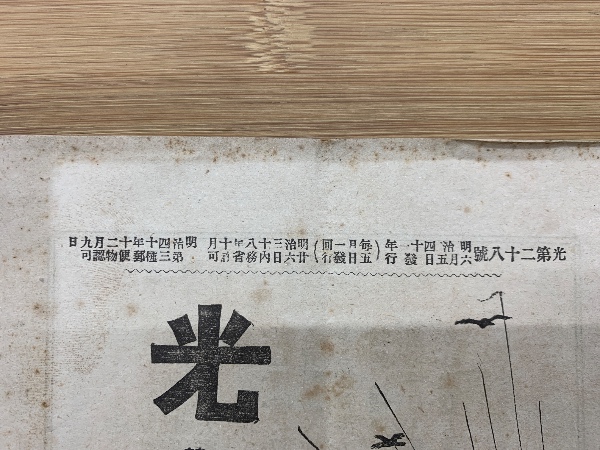 光第二十八號
明治四十一年
六月五日發行
(每月一回
五日發行)
明治三十八年十月
廿六日內務省許可
明治四十年十二月九日
第三種郵便物認可
光